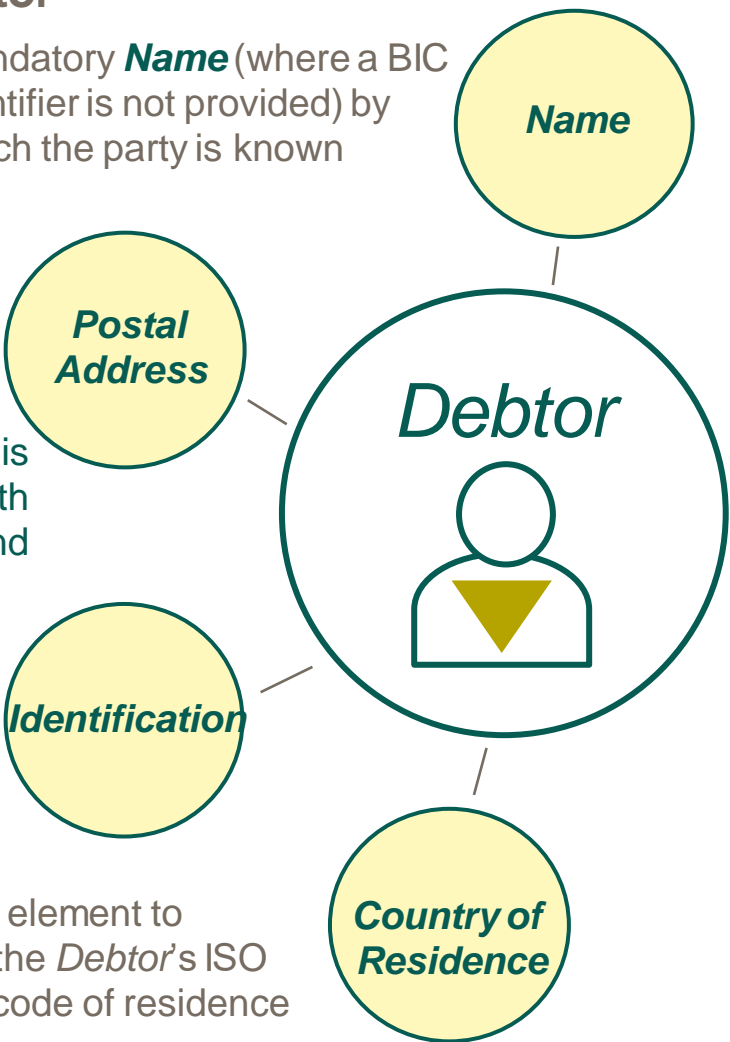 tor
ndatory Name (where a BIC
ntifier is not provided) by
ch the party is known
Name
Postal
Address
Debtor
is
th
nd
Identification
element to
the Debtor's ISO
code of residence
Country of
Residence